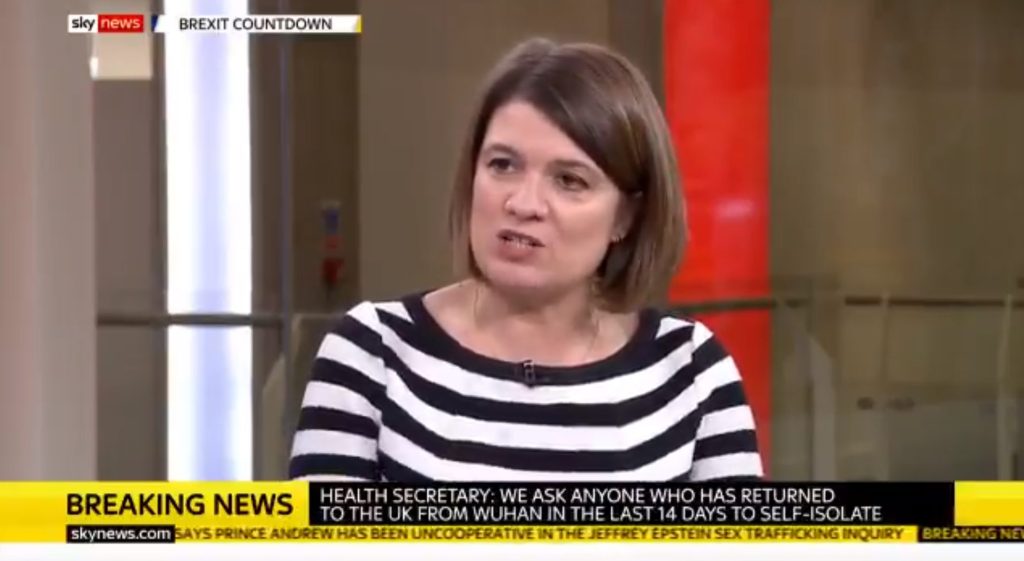 sky news BREXIT COUNTDOWN
BREAKING NEWS
HEALTH SECRETARY: WE ASK ANYONE WHO HAS RETURNED
TO THE UK FROM WUHAN IN THE LAST 14 DAYS TO SELF-ISOLATE
skynews.com SAYS PRINCE ANDREW HAS BEEN UNCOOPERATIVE IN THE JEFFREY EPSTEIN SEX TRAFFICKING INQUIRY BREAKING